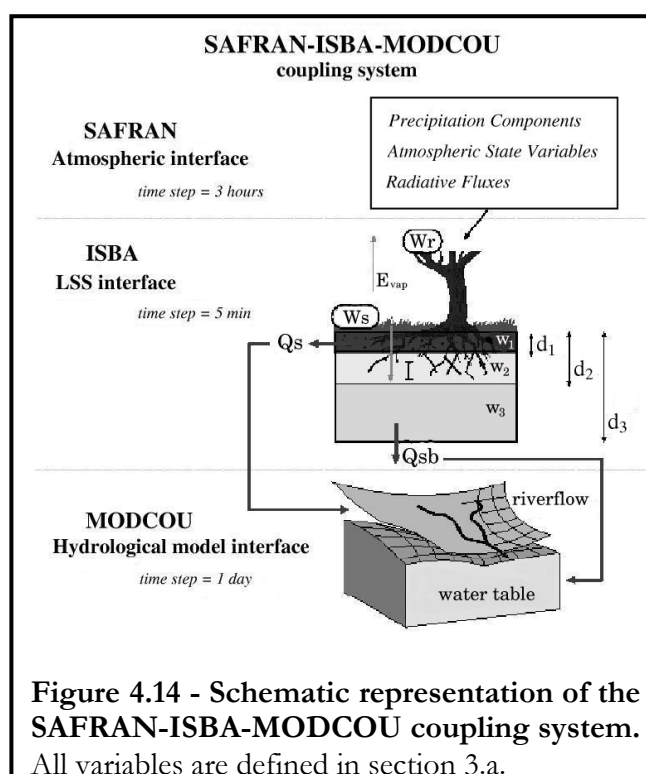 SAFRAN-ISBA-MODCOU
coupling system
SAFRAN
Atmospheric interface
time step = 3 hours
Precipitation Components
Atmospheric State Variables
Radiative Fluxes
ISBA
LSS interface
time step = 5 min
Wr
Evap
Ws
Qs
I
w1
w2
w3
d1
d2
d3
Qsb
MODCOU
Hydrological model interface
time step = 1 day
riverflow
water table
Figure 4.14 - Schematic representation of the
SAFRAN-ISBA-MODCOU coupling system.
All variables are defined in section 3.a.